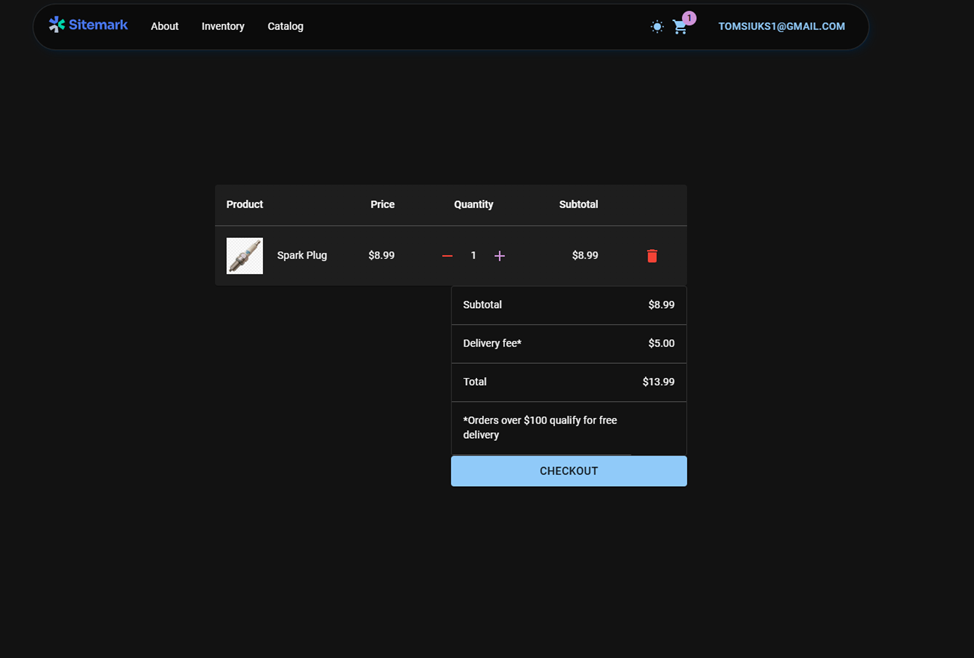 Sitemark About Inventory Catalog 1 TOMSIUKS1@GMAIL.COM
Product Price Quantity Subtotal
Spark Plug $8.99 1 $8.99
Subtotal $8.99
Delivery fee* $5.00
Total $13.99
*Orders over $100 qualify for free
delivery
CHECKOUT